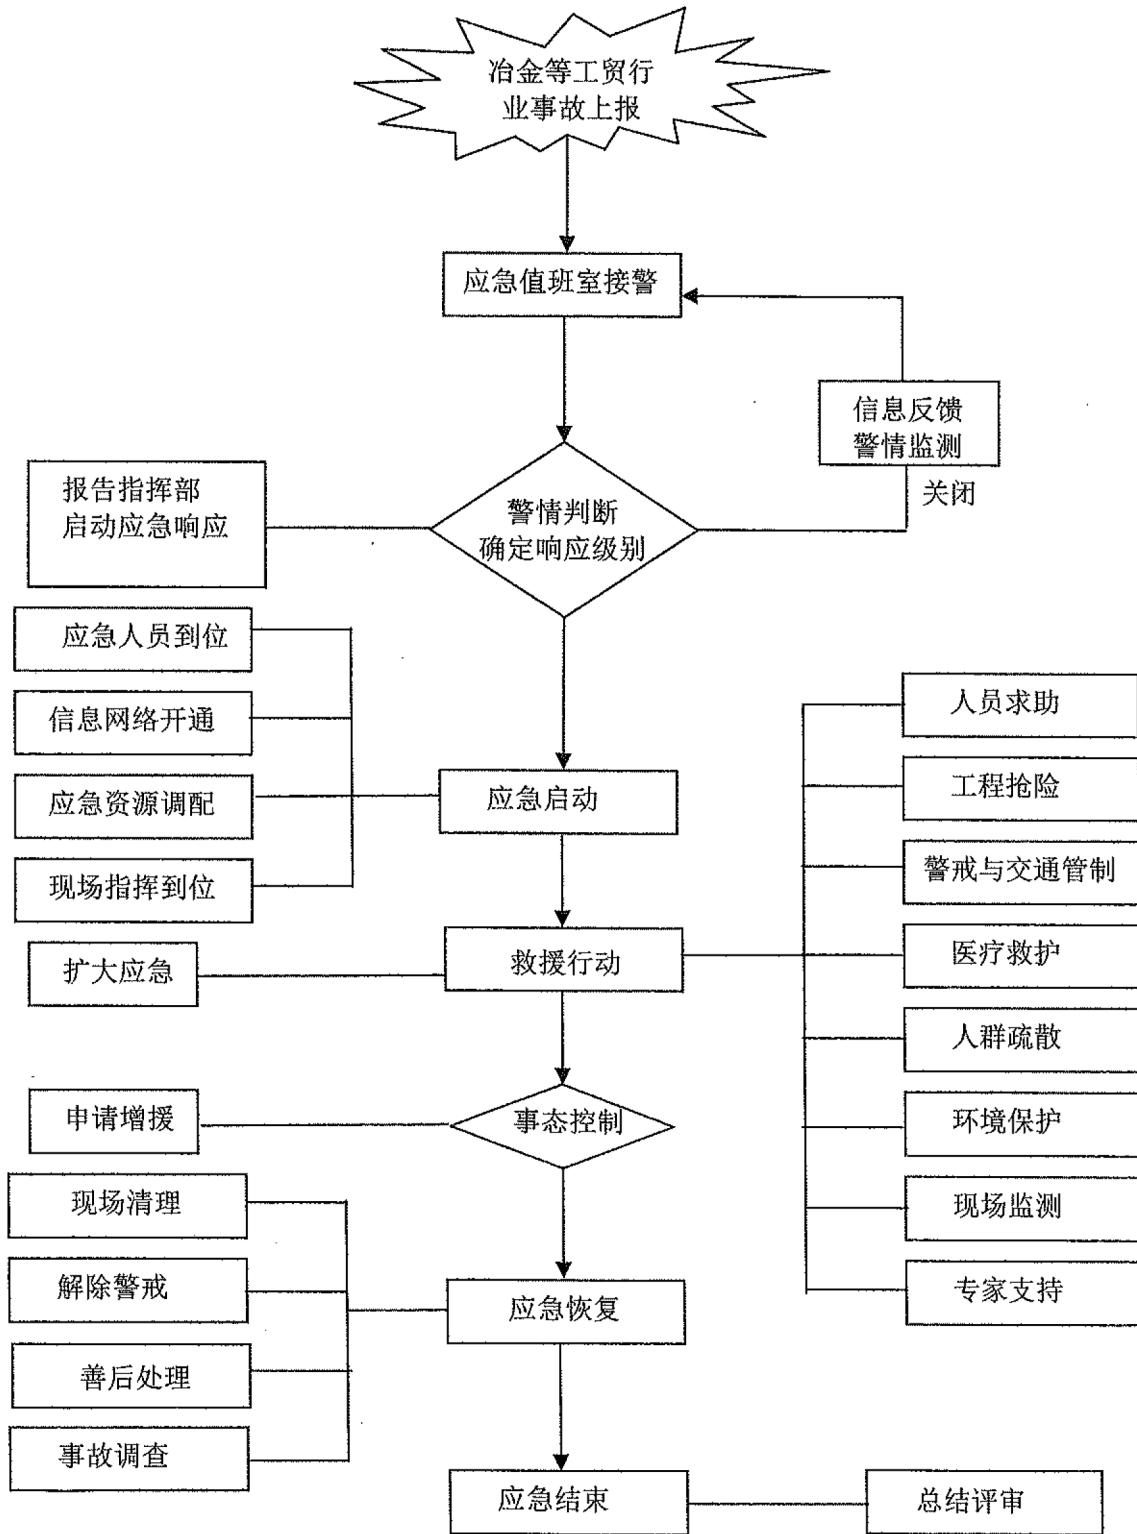 冶金等工贸行
业事故上报
应急值班室接警
信息反馈
警情监测
关闭
报告指挥部
启动应急响应
警情判断
确定响应级别
应急人员到位
信息网络开通
应急资源调配
现场指挥到位
应急启动
人员求助
工程抢险
警戒与交通管制
医疗救护
人群疏散
环境保护
现场监测
专家支持
扩大应急
救援行动
申请增援
事态控制
现场清理
解除警戒
善后处理
事故调查
应急恢复
应急结束
总结评审